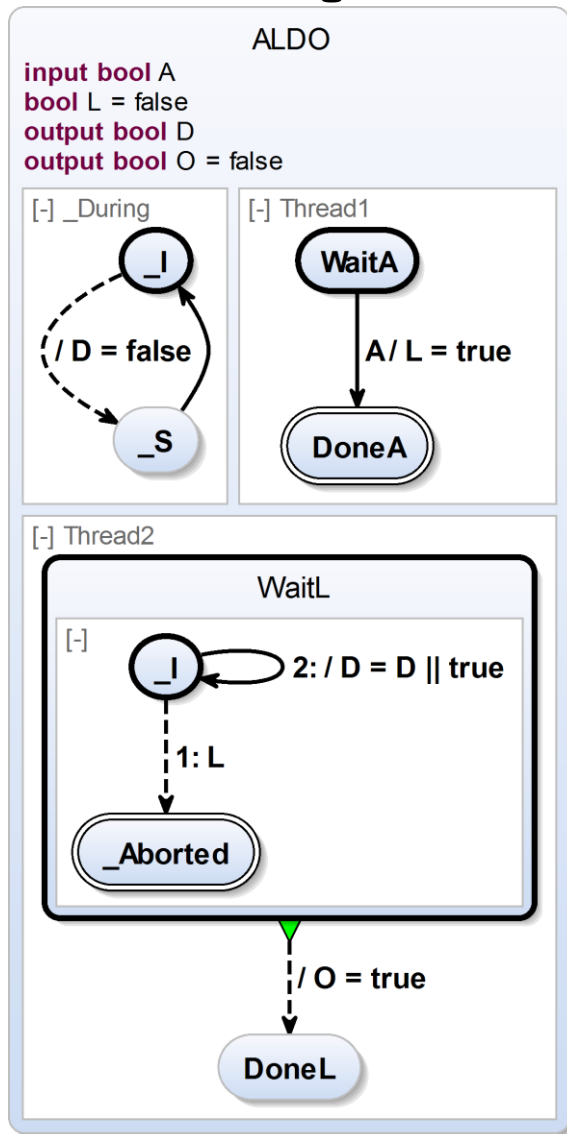 ALDO
input bool A
bool L = false
output bool D
output bool O = false
[-] _During
_I
/ D = false
_S
[-] Thread1
WaitA
A / L = true
DoneA
[-] Thread2
WaitL
[-]
_I
2: / D = D || true
1: L
_Aborted
/ O = true
DoneL